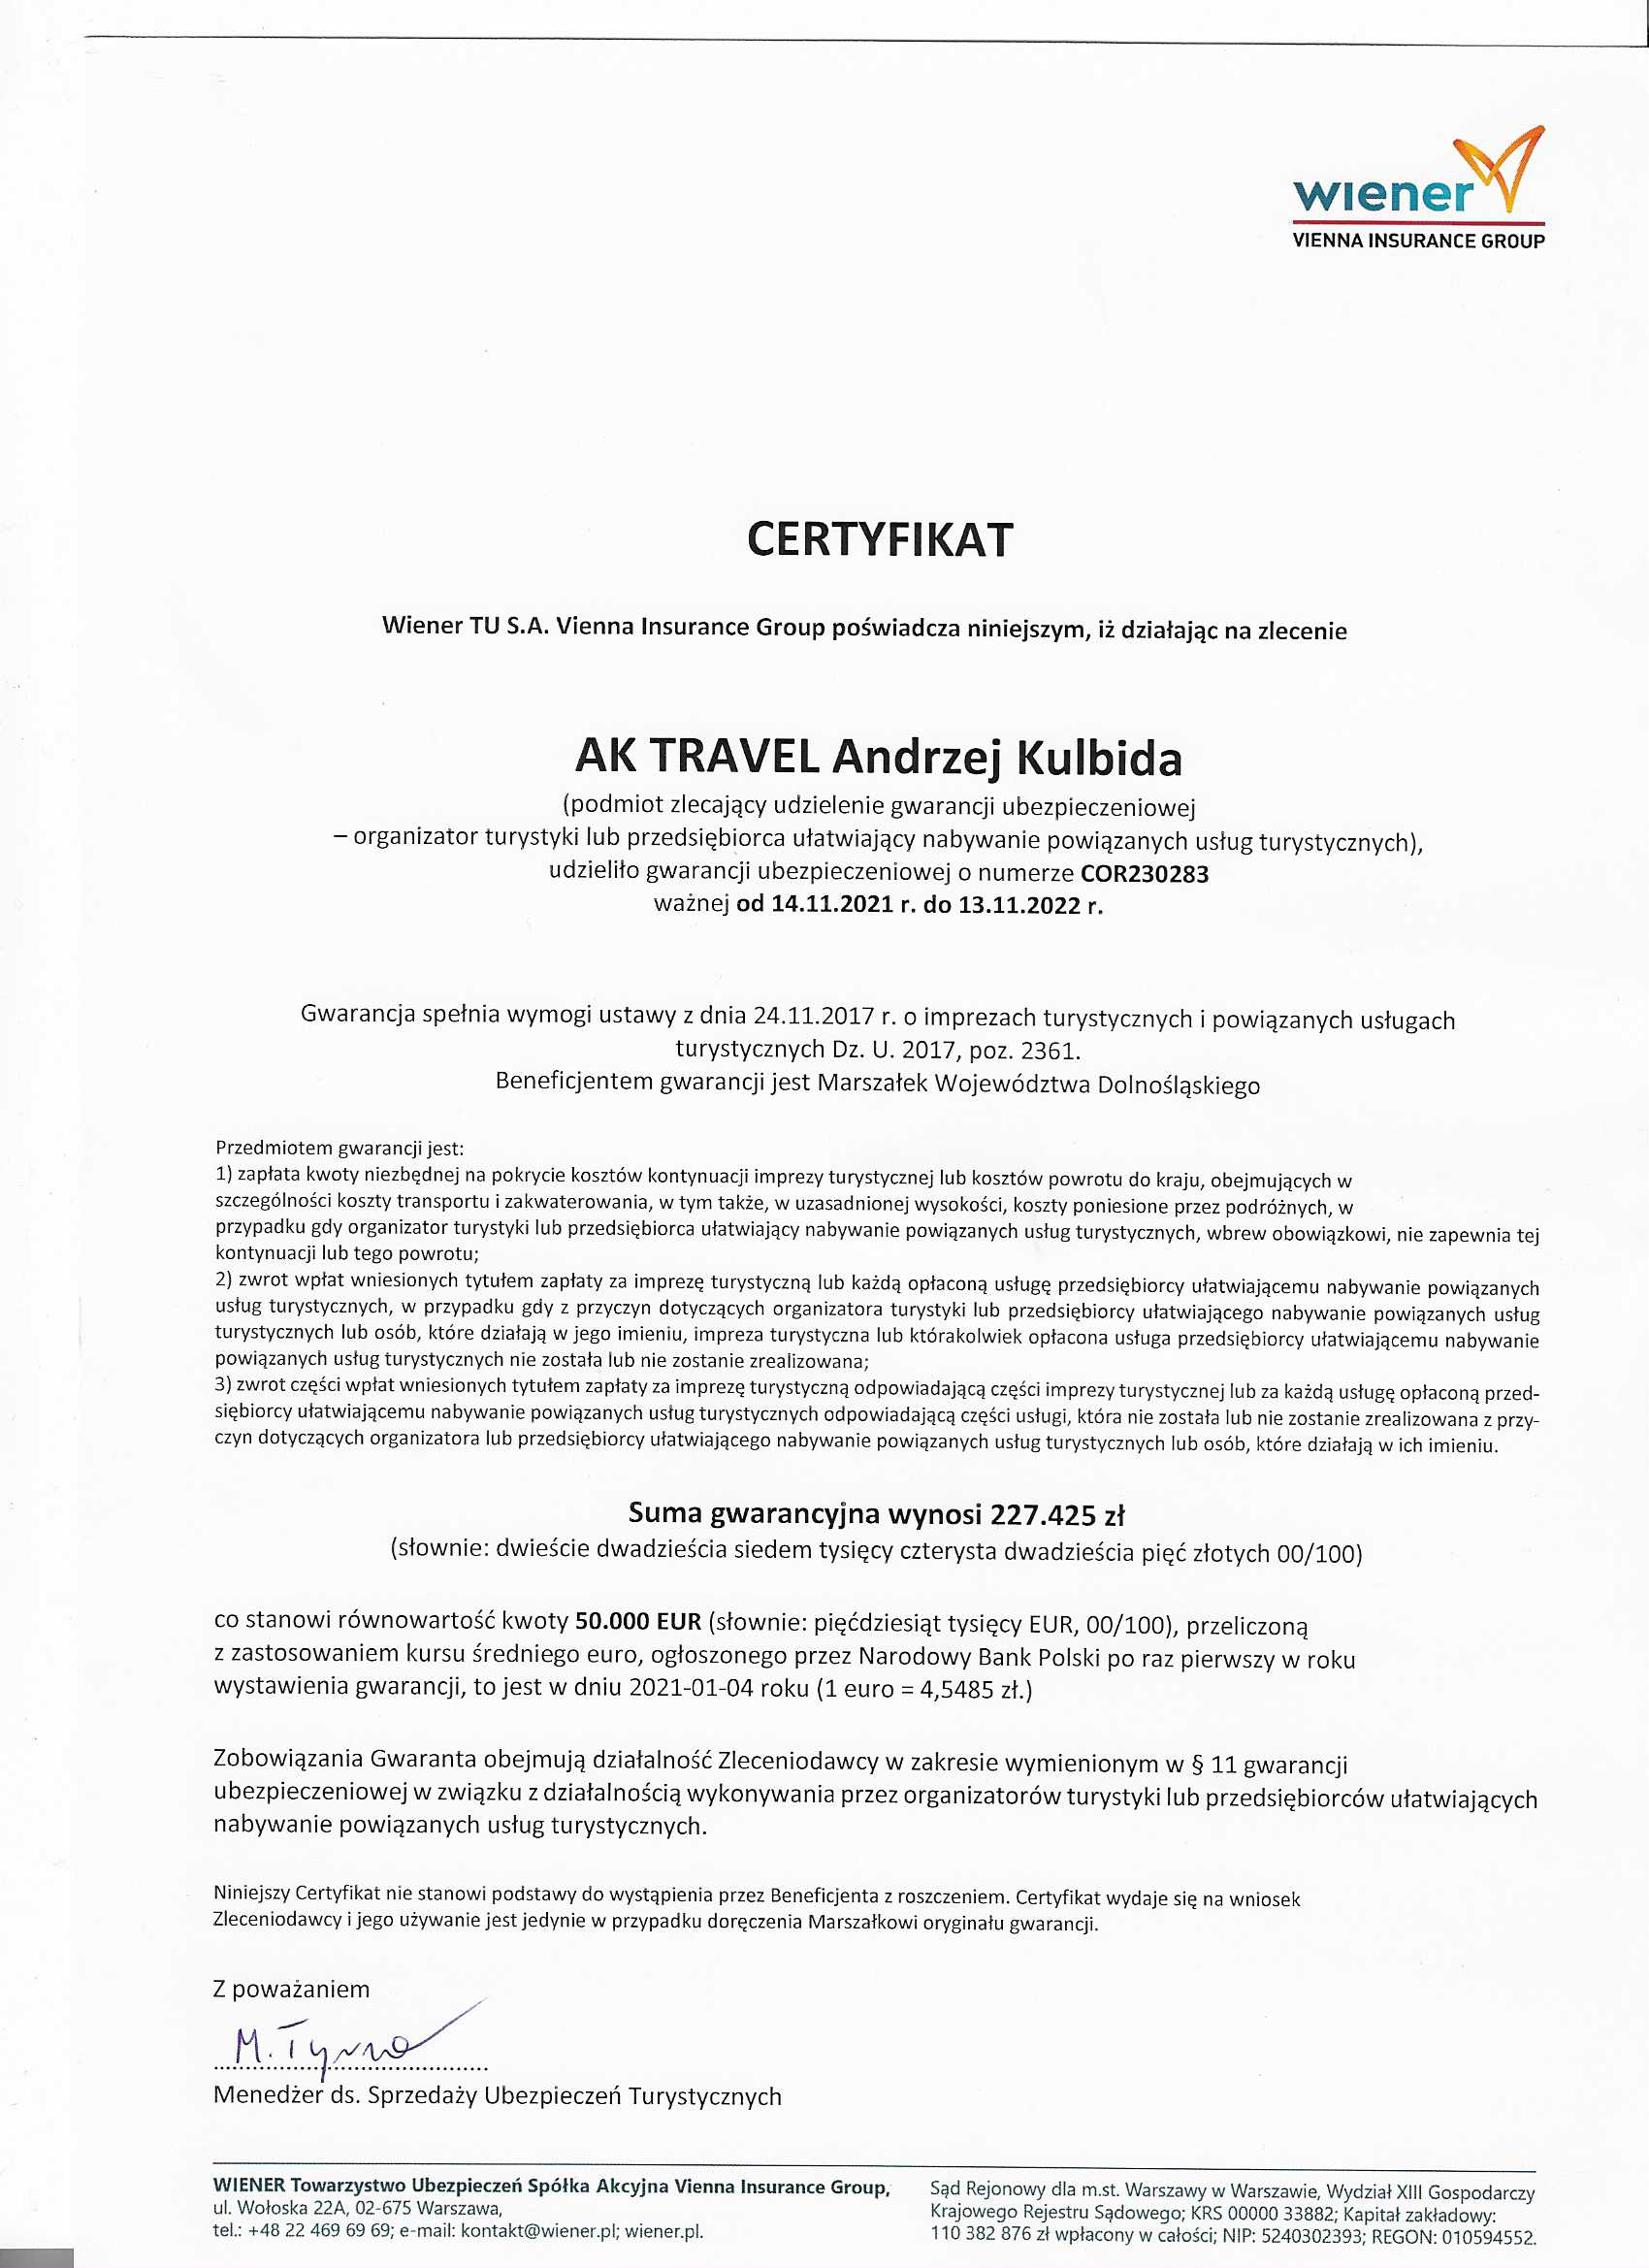 wiener
VIENNA INSURANCE GROUP
CERTYFIKAT
Wiener TU S.A. Vienna Insurance Group poświadcza niniejszym, iż działając na zlecenie
AK TRAVEL Andrzej Kulbida
(podmiot zlecający udzielenie gwarancji ubezpieczeniowej
– organizator turystyki lub przedsiębiorca ułatwiający nabywanie powiązanych usług turystycznych),
udzieliło gwarancji ubezpieczeniowej o numerze COR230283
ważnej od 14.11.2021 r. do 13.11.2022 r.
Gwarancja spełnia wymogi ustawy z dnia 24.11.2017 r. o imprezach turystycznych i powiązanych usługach
turystycznych Dz. U. 2017, poz. 2361.
Beneficjentem gwarancji jest Marszałek Województwa Dolnośląskiego
Przedmiotem gwarancji jest:
1) zapłata kwoty niezbędnej na pokrycie kosztów kontynuacji imprezy turystycznej lub kosztów powrotu do kraju, obejmujących w
szczególności koszty transportu i zakwaterowania, w tym także, w uzasadnionej wysokości, koszty poniesione przez podróżnych, w
przypadku gdy organizator turystyki lub przedsiębiorca ułatwiający nabywanie powiązanych usług turystycznych, wbrew obowiązkowi, nie zapewnia tej
kontynuacji lub tego powrotu;
2) zwrot wpłat wniesionych tytułem zapłaty za imprezę turystyczną lub każdą opłaconą usługę przedsiębiorcy ułatwiającemu nabywanie powiązanych
usług turystycznych, w przypadku gdy z przyczyn dotyczących organizatora turystyki lub przedsiębiorcy ułatwiającego nabywanie powiązanych usług
turystycznych lub osób, które działają w jego imieniu, impreza turystyczna lub którakolwiek opłacona usługa przedsiębiorcy ułatwiającemu nabywanie
powiązanych usług turystycznych nie została lub nie zostanie zrealizowana;
3) zwrot części wpłat wniesionych tytułem zapłaty za imprezę turystyczną odpowiadającą części imprezy turystycznej lub za każdą usługę opłaconą przed-
siębiorcy ułatwiającemu nabywanie powiązanych usług turystycznych odpowiadającą części usługi, która nie została lub nie zostanie zrealizowana z przy-
czyn dotyczących organizatora lub przedsiębiorcy ułatwiającego nabywanie powiązanych usług turystycznych lub osób, które działają w ich imieniu.
Suma gwarancyjna wynosi 227.425 zł
(słownie: dwieście dwadzieścia siedem tysięcy czterysta dwadzieścia pięć złotych 00/100)
co stanowi równowartość kwoty 50.000 EUR (słownie: pięćdziesiąt tysięcy EUR, 00/100), przeliczoną
z zastosowaniem kursu średniego euro, ogłoszonego przez Narodowy Bank Polski po raz pierwszy w roku
wystawienia gwarancji, to jest w dniu 2021-01-04 roku (1 euro = 4,5485 zł.)
Zobowiązania Gwaranta obejmują działalność Zleceniodawcy w zakresie wymienionym w § 11 gwarancji
ubezpieczeniowej w związku z działalnością wykonywania przez organizatorów turystyki lub przedsiębiorców ułatwiających
nabywanie powiązanych usług turystycznych.
Niniejszy Certyfikat nie stanowi podstawy do wystąpienia przez Beneficjenta z roszczeniem. Certyfikat wydaje się na wniosek
Zleceniodawcy i jego używanie jest jedynie w przypadku doręczenia Marszałkowi oryginału gwarancji.
Z poważaniem
M.
Menedżer ds. Sprzedaży Ubezpieczeń Turystycznych
WIENER Towarzystwo Ubezpieczeń Spółka Akcyjna Vienna Insurance Group,
ul. Wołoska 22A, 02-675 Warszawa,
tel.: +48 22 469 69 69; e-mail: kontakt@wiener.pl; wiener.pl.
Sąd Rejonowy dla m.st. Warszawy w Warszawie, Wydział XIII Gospodarczy
Krajowego Rejestru Sądowego; KRS 00000 33882; Kapitał zakładowy:
110 382 876 zł wpłacony w całości; NIP: 5240302393; REGON: 010594552.